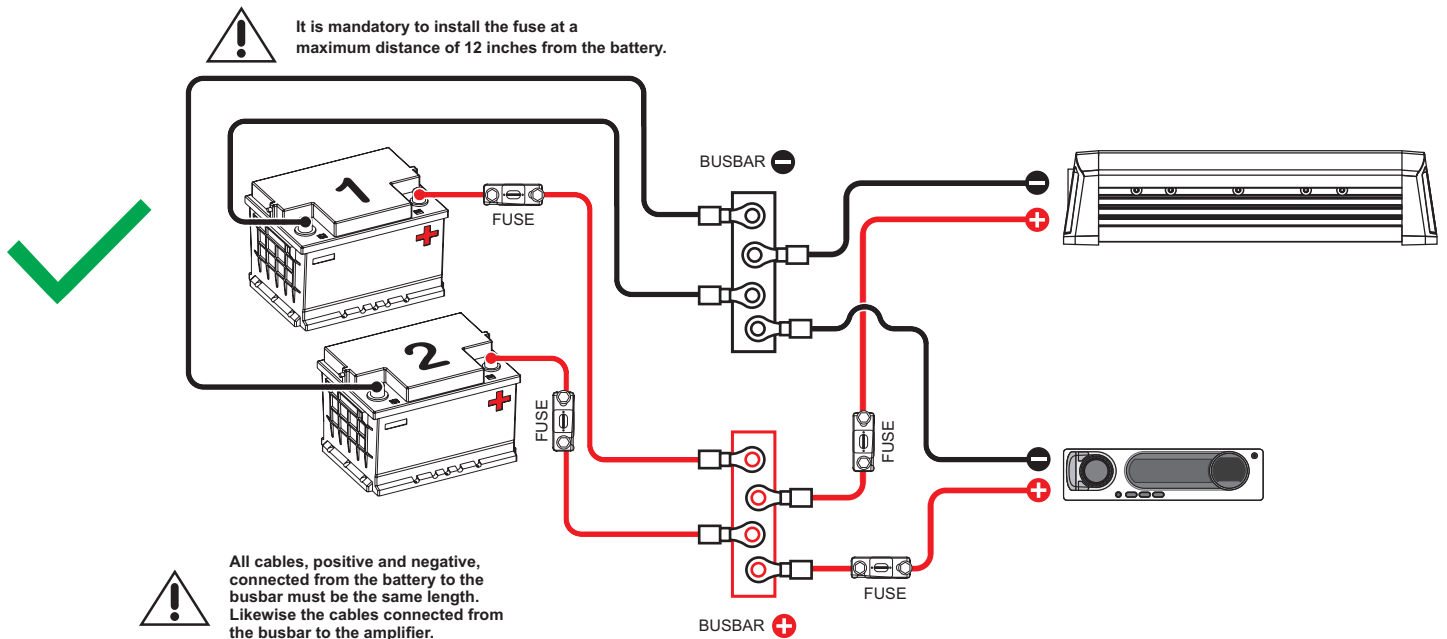 It is mandatory to install the fuse at a
maximum distance of 12 inches from the battery.
BUSBAR -
1
FUSE
-
+
+
2
FUSE
+
FUSE
-
+
FUSE
All cables, positive and negative,
connected from the battery to the
busbar must be the same length.
Likewise the cables connected from
the busbar to the amplifier.
BUSBAR +